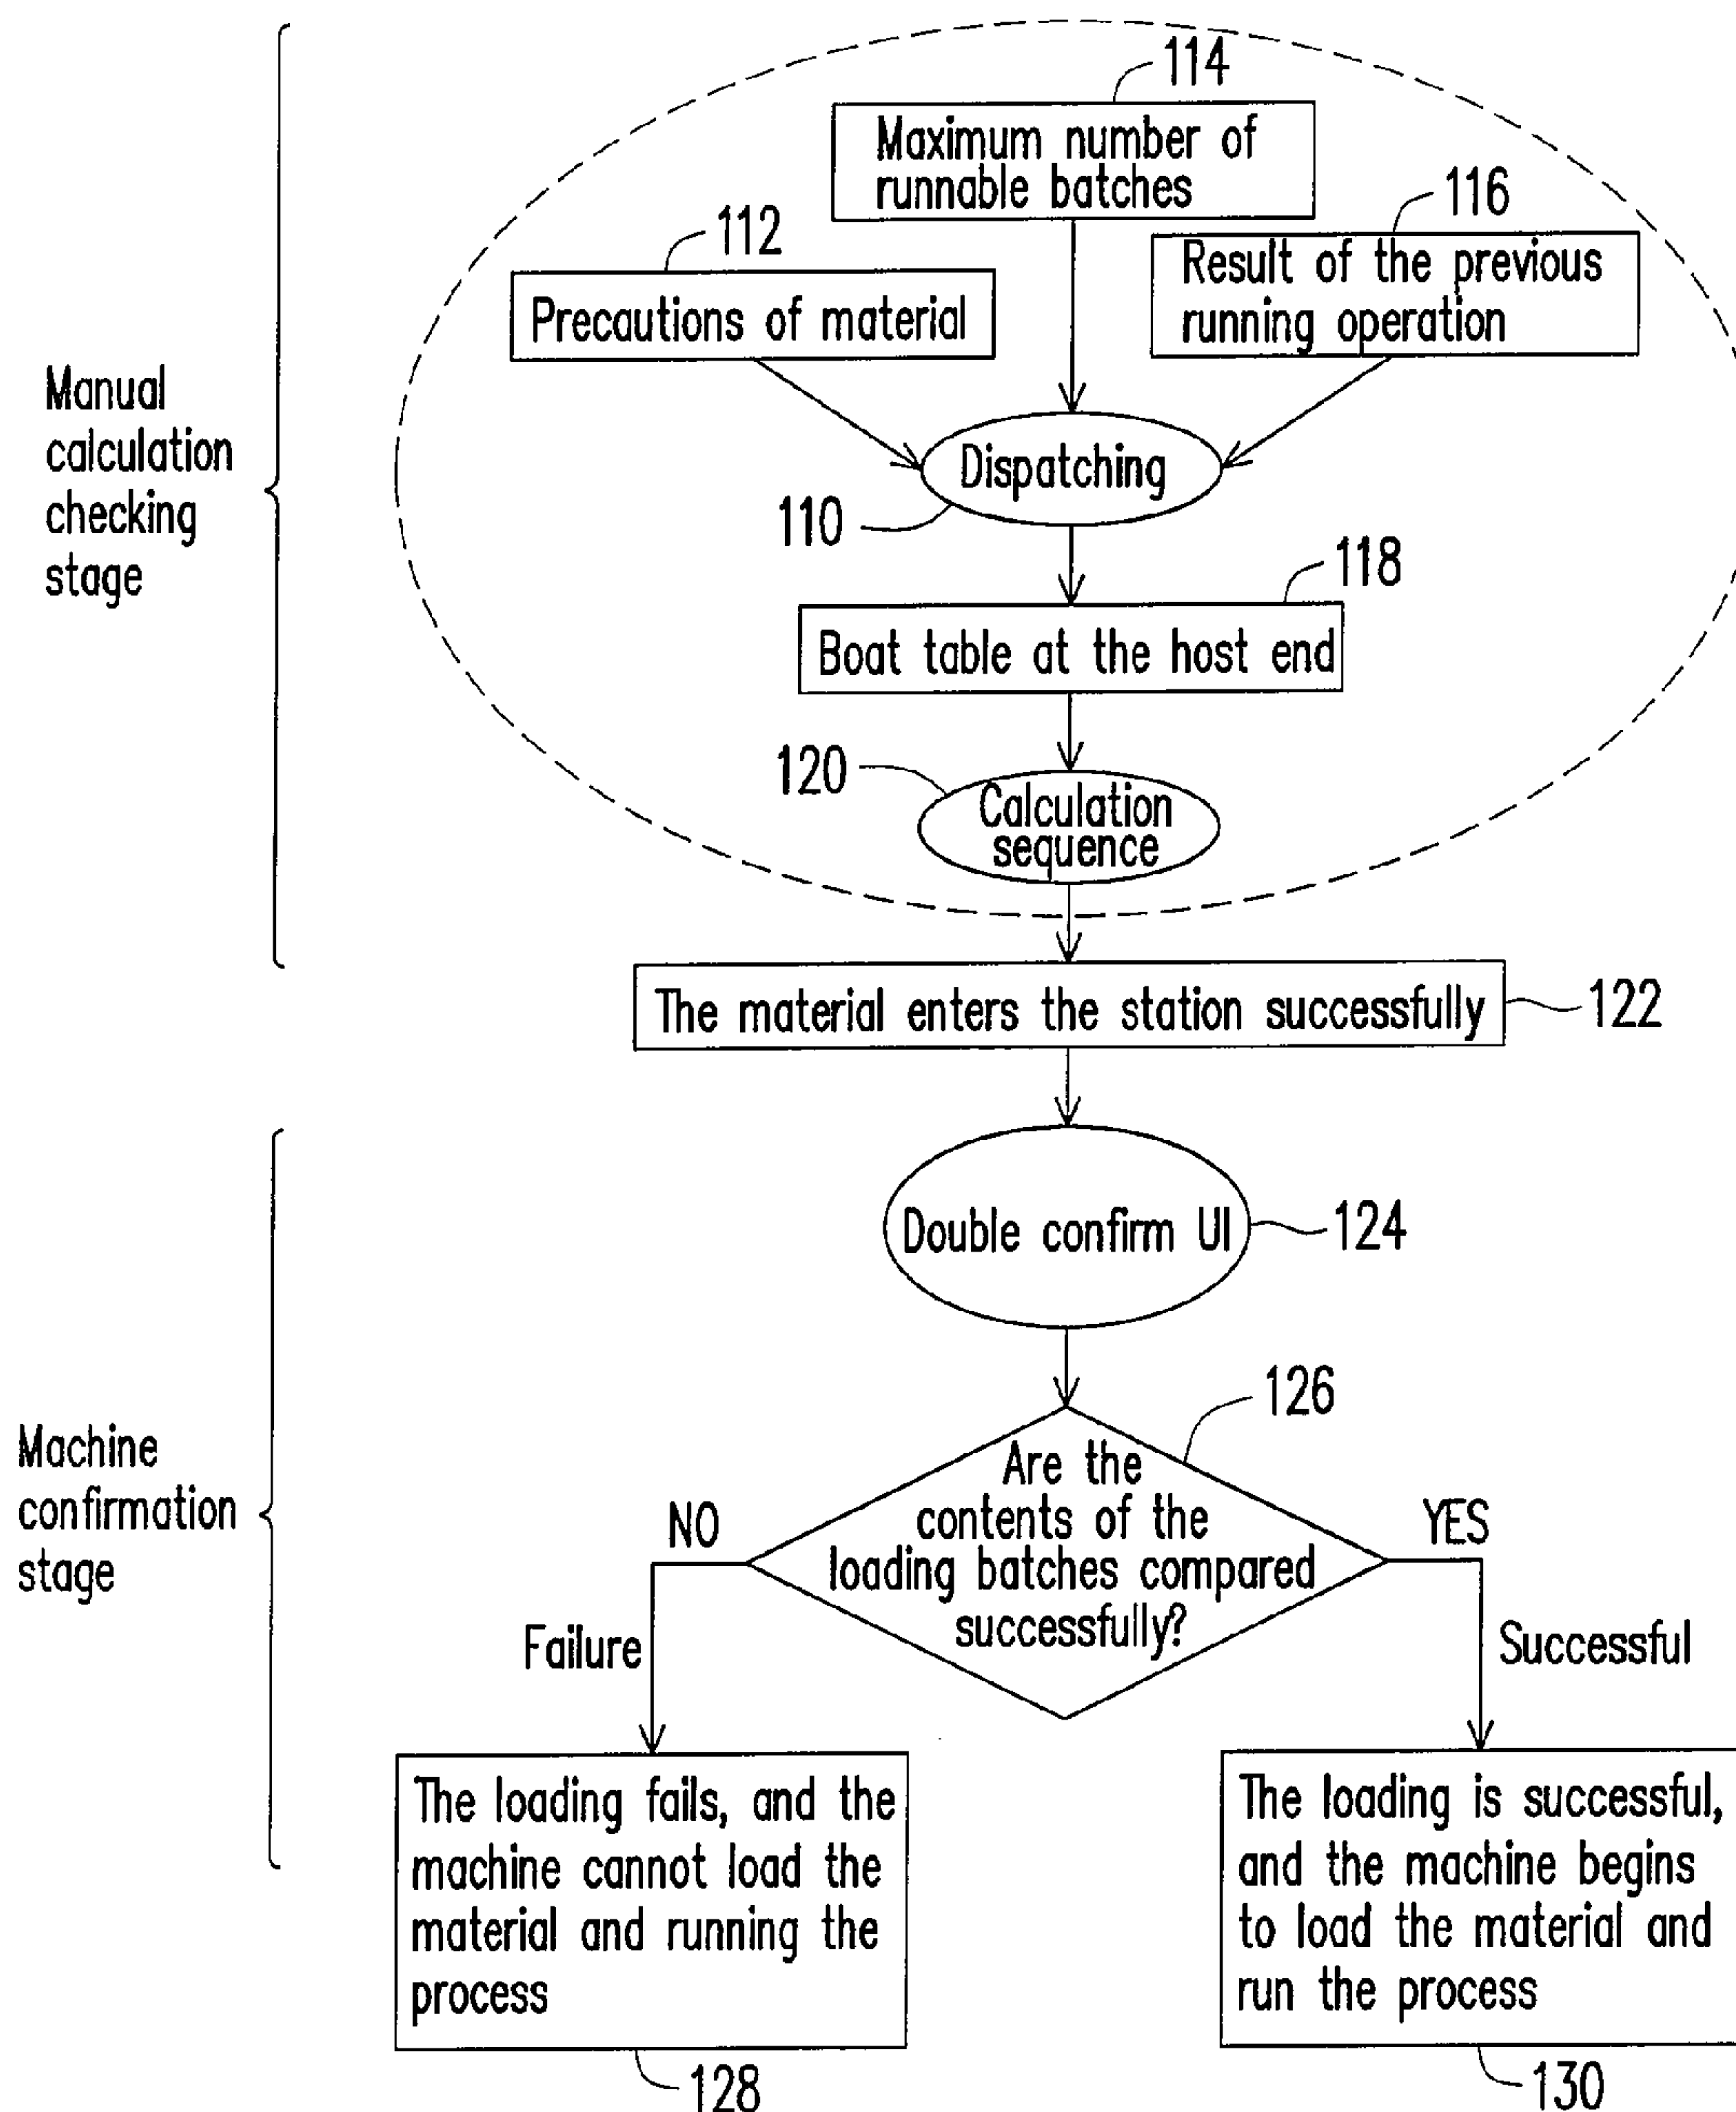 114
Maximum number of
runnable batches
116
112
Result of the previous
running operation
Precautions of material
Manual
calculation
checking
stage
Dispatching
110
118
Boat table at the host end
120
Calculation
sequence
The material enters the station successfully
122
Double confirm UI
124
126
Machine
confirmation
stage
Are the
contents of the
loading batches compared
successfully?
NO
YES
Failure
Successful
The loading fails, and the
machine cannot load the
material and running the
process
The loading is successful,
and the machine begins
to load the material and
run the process
128
130